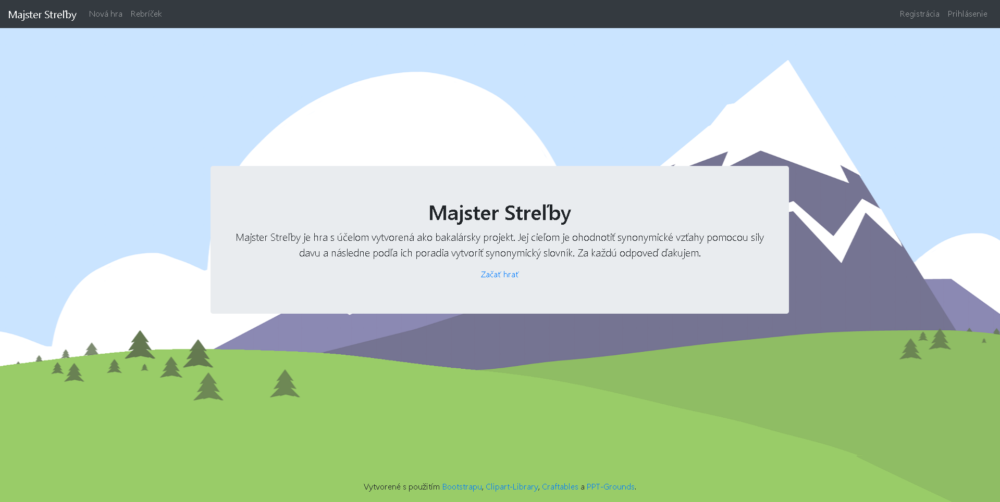 Majster Streľby Nová hra Rebríček Registrácia Prihlásenie
Majster Streľby
Majster Streľby je hra s účelom vytvorená ako bakalársky projekt. Jej cieľom je ohodnotiť synonymické vzťahy pomocou sily
davu a následne podľa ich poradia vytvoriť synonymický slovník. Za každú odpoveď ďakujem.
Začať hrať
Vytvorené s použitím Bootstrapu, Clipart-Library, Craftables a PPT-Grounds.